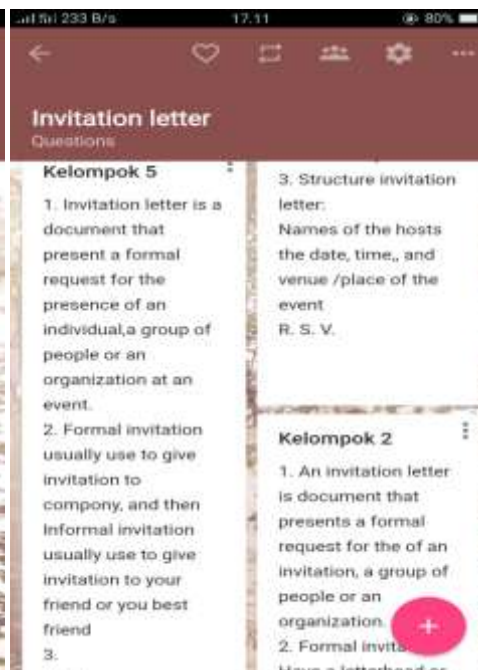 233 B/s 17.11 80%
Invitation letter
Questions
Kelompok 5
1. Invitation letter is a
document that
present a formal
request for the
presence of an
individual,a group of
people or an
organization at an
event.
2. Formal invitation
usually use to give
invitation to
compony, and then
Informal invitation
usually use to give
invitation to your
friend or you best
friend
3.
3. Structure invitation
letter:
Names of the hosts
the date, time,, and
venue /place of the
event
R. S. V.
Kelompok 2
1. An invitation letter
is document that
presents a formal
request for the of an
invitation, a group of
people or an
organization.
2. Formal invita
Have a letterhead or